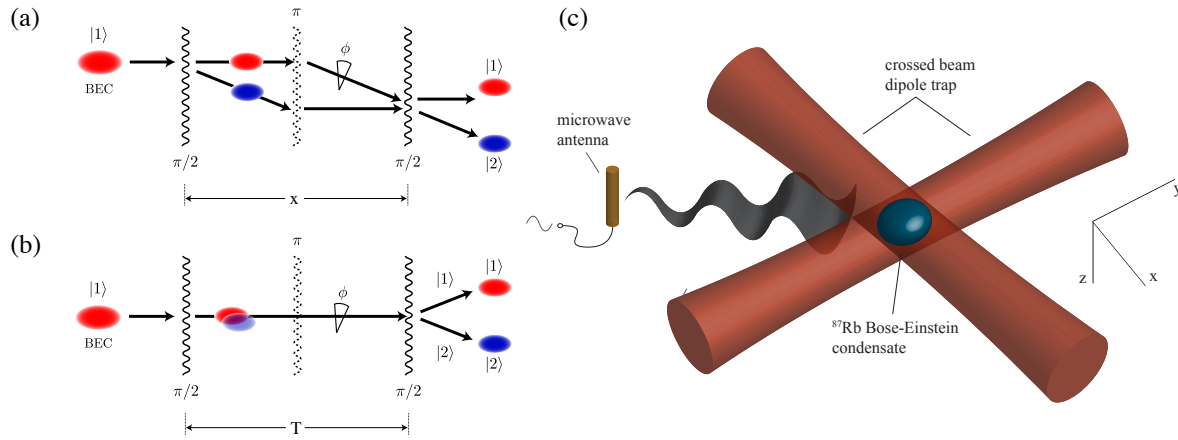 (a)
|1⟩
BEC
π
ϕ
|1⟩
|2⟩
π/2
π/2
x
(b)
|1⟩
BEC
π
ϕ
|1⟩
|1⟩
|2⟩
|2⟩
π/2
π/2
T
(c)
crossed beam
dipole trap
microwave
antenna
y
z
x
⁸⁷Rb Bose-Einstein
condensate